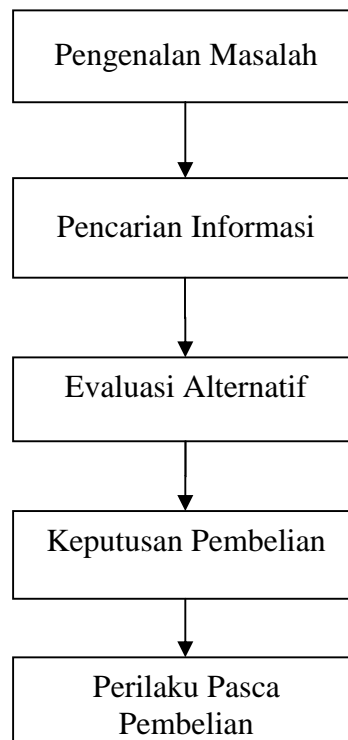 Pengenalan Masalah
Pencarian Informasi
Evaluasi Alternatif
Keputusan Pembelian
Perilaku Pasca
Pembelian